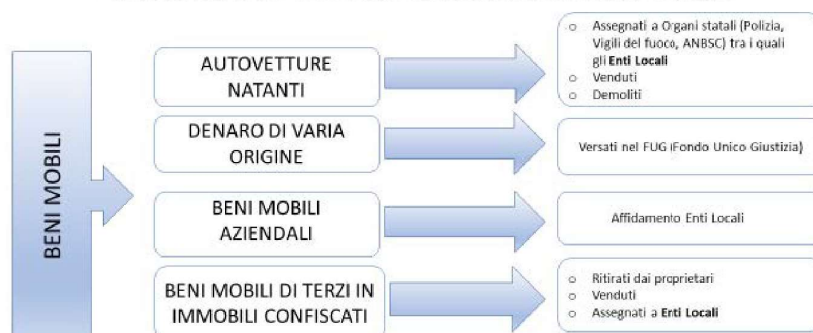 BENI MOBILI
AUTOVETTURE
NATANTI
o Assegnati a Organi statali (Polizia,
Vigili del fuoco, ANBSC) tra i quali
gli Enti Locali
o Venduti
o Demoliti
DENARO DI VARIA
ORIGINE
Versati nel FUG (Fondo Unico Giustizia)
BENI MOBILI
AZIENDALI
Affidamento Enti Locali
BENI MOBILI DI TERZI IN
IMMOBILI CONFISCATI
o Ritirati dai proprietari
o Venduti
o Assegnati a Enti Locali